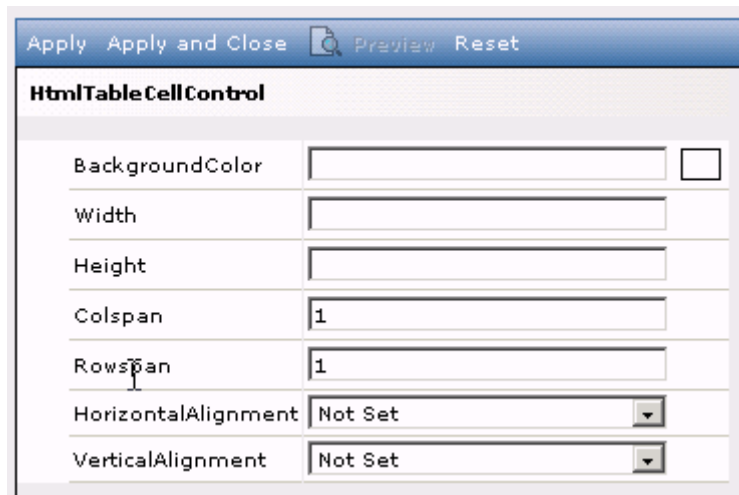 Apply Apply and Close Preview Reset
HtmlTableCellControl
BackgroundColor
Width
Height
Colspan 1
Rowspan 1
HorizontalAlignment Not Set
VerticalAlignment Not Set